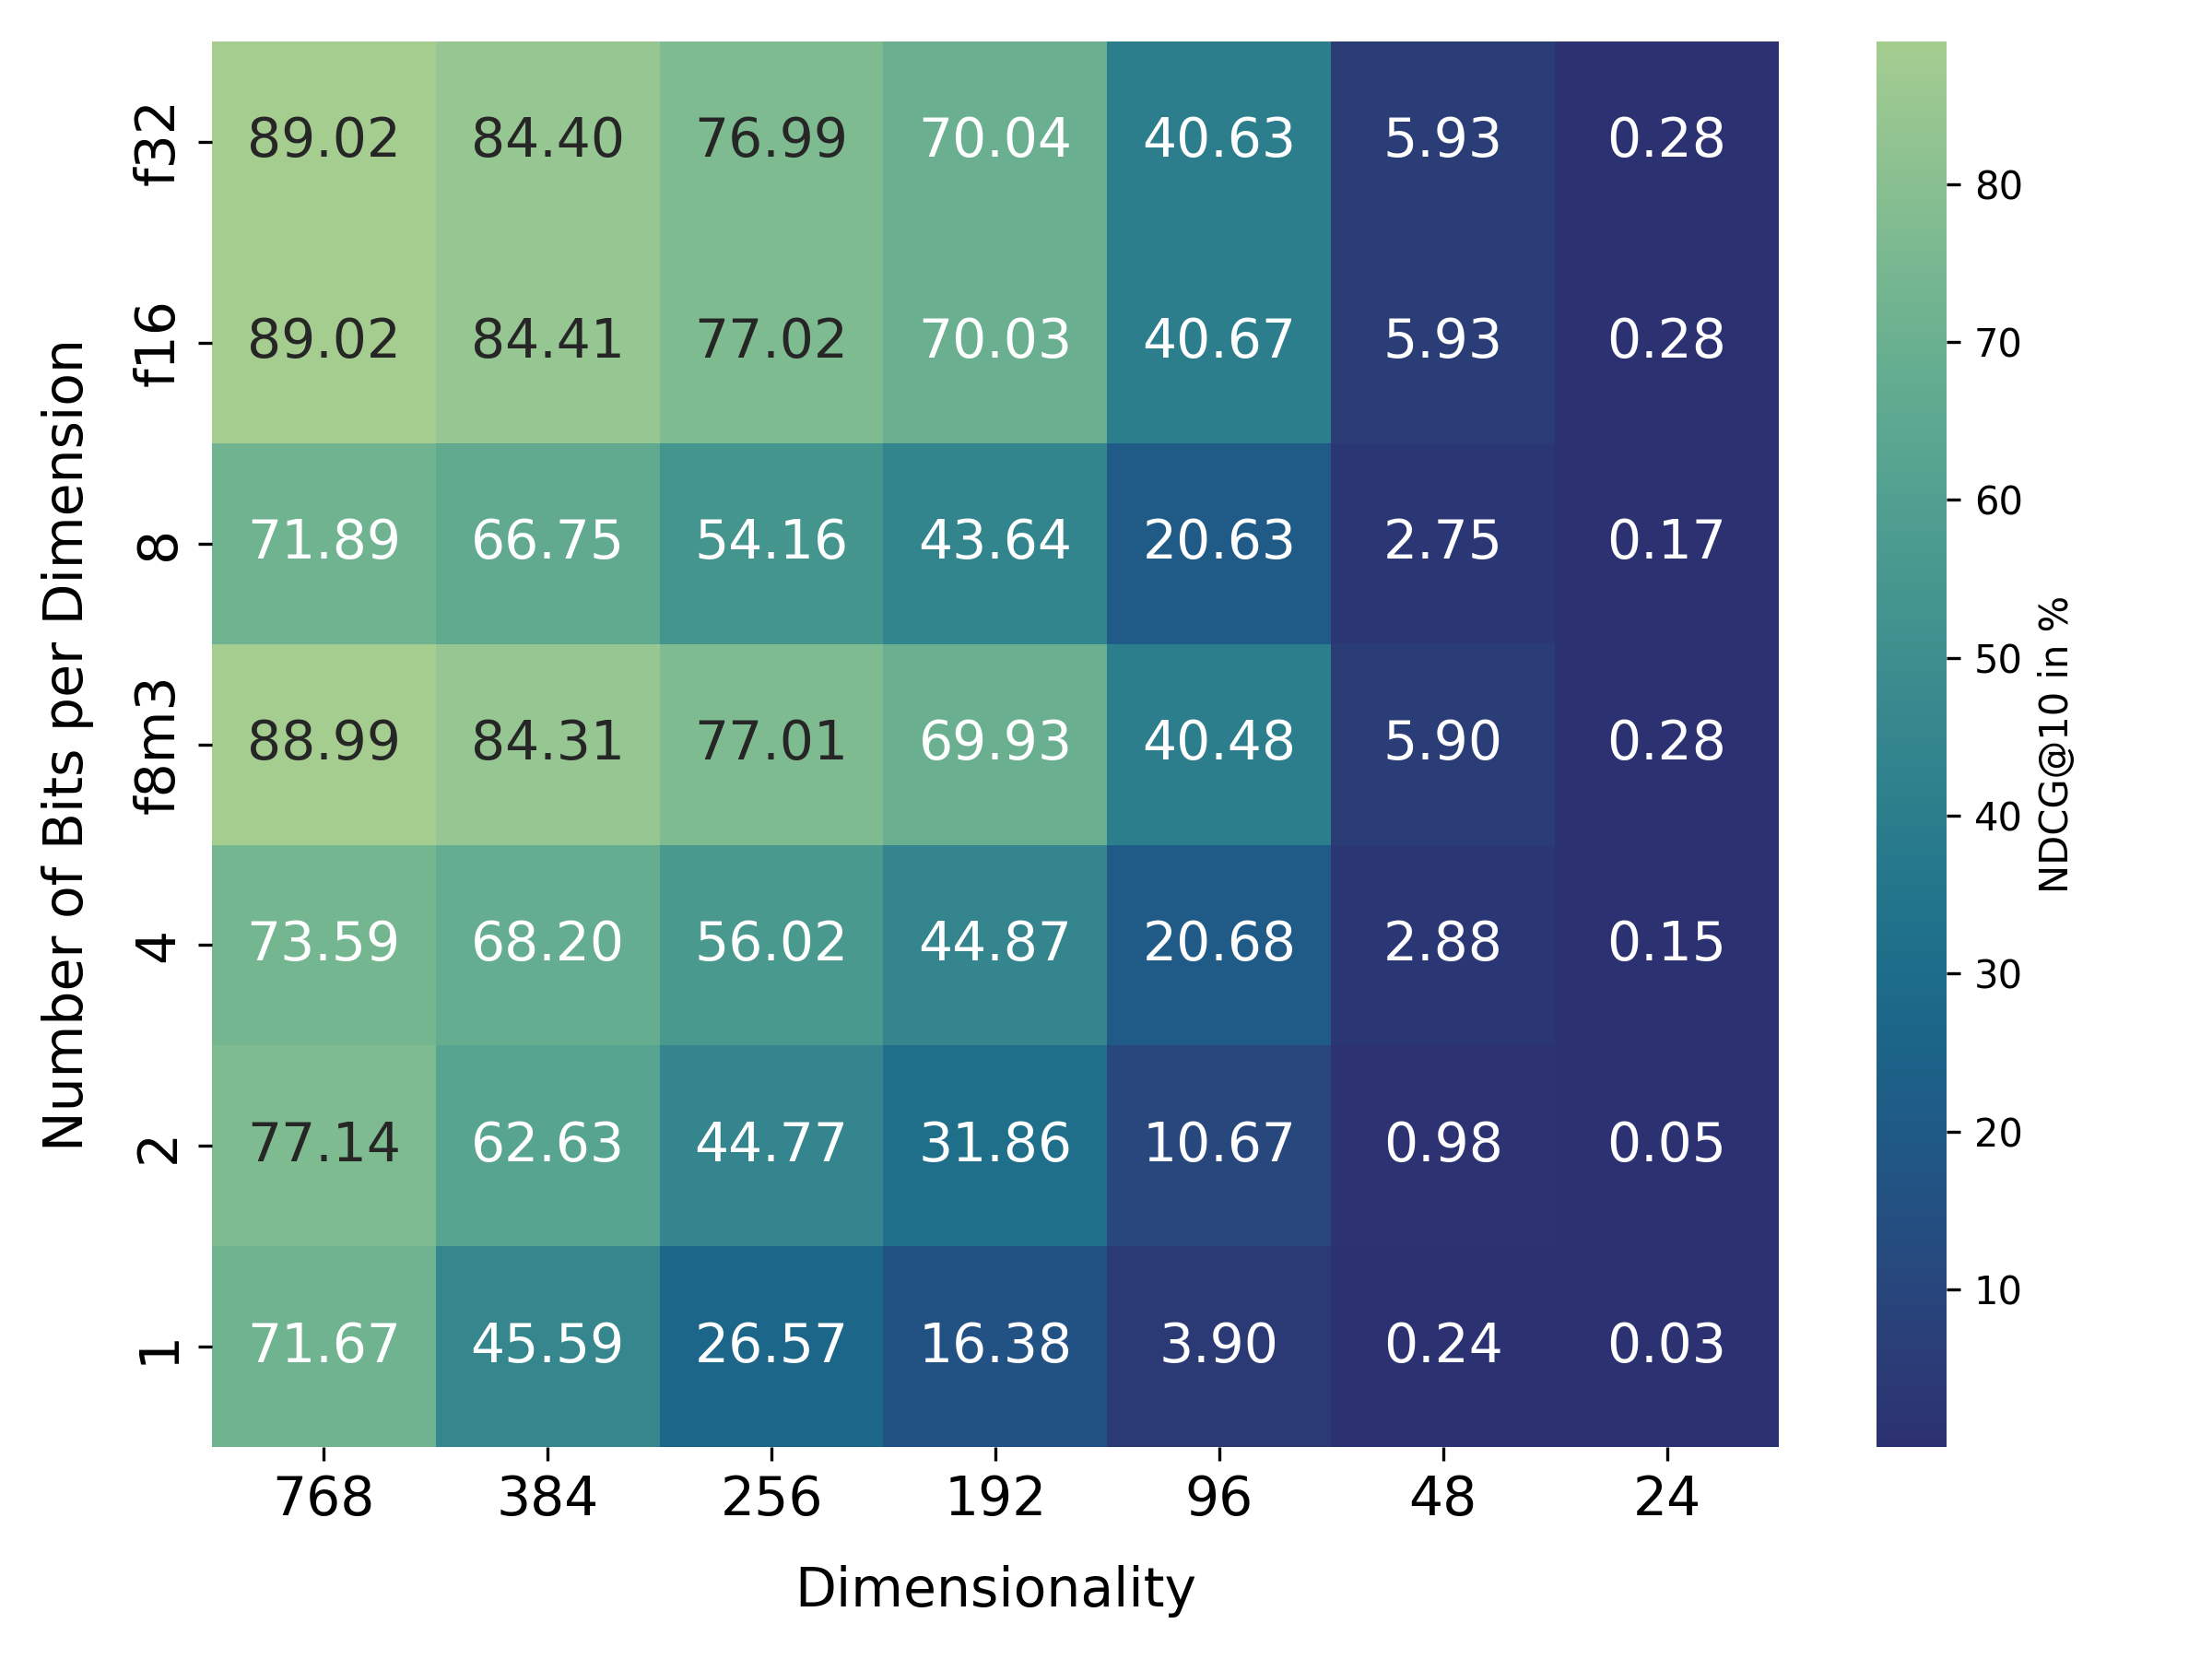 Number of Bits per Dimension
f32 89.02 84.40 76.99 70.04 40.63 5.93 0.28
f16 89.02 84.41 77.02 70.03 40.67 5.93 0.28
8 71.89 66.75 54.16 43.64 20.63 2.75 0.17
f8m3 88.99 84.31 77.01 69.93 40.48 5.90 0.28
4 73.59 68.20 56.02 44.87 20.68 2.88 0.15
2 77.14 62.63 44.77 31.86 10.67 0.98 0.05
1 71.67 45.59 26.57 16.38 3.90 0.24 0.03
768 384 256 192 96 48 24
Dimensionality
80
70
60
50
40
30
20
10
NDCG@10 in %